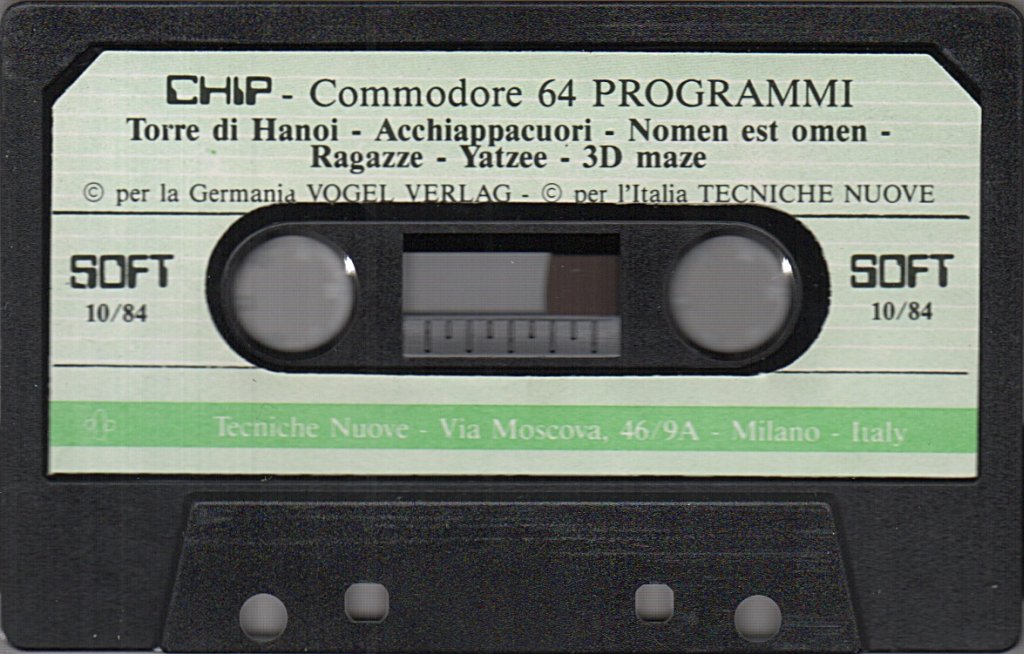 CHIP - Commodore 64 PROGRAMMI
Torre di Hanoi - Acchiappacuori - Nomen est omen -
Ragazze - Yatzee - 3D maze
© per la Germania VOGEL VERLAG - © per l'Italia TECNICHE NUOVE
SOFT
10/84
SOFT
10/84
Tecniche Nuove - Via Moscova, 46/9A - Milano - Italy